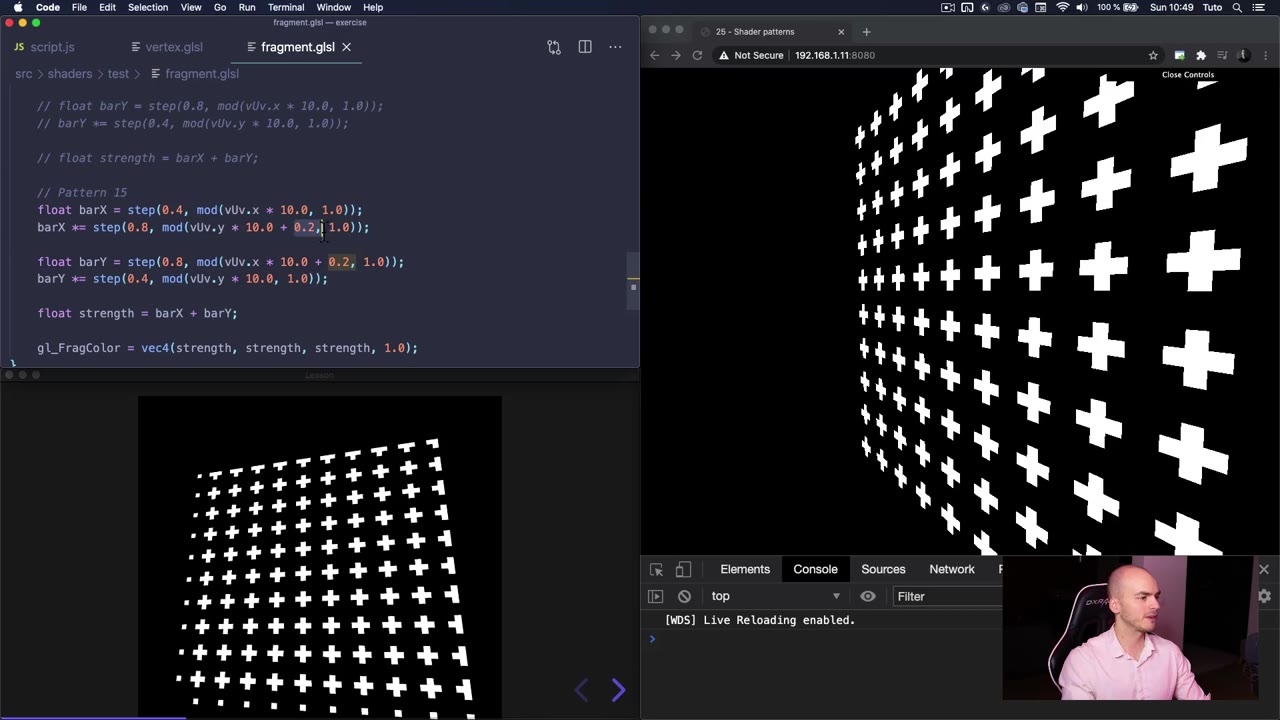 Code File Edit Selection View Go Run Terminal Window Help 100 % Sun 10:49 Tuto
fragment.glsl — exercise
JS script.js vertex.glsl fragment.glsl
src > shaders > test > fragment.glsl
// float barY = step(0.8, mod(vUv.x * 10.0, 1.0));
// barY *= step(0.4, mod(vUv.y * 10.0, 1.0));
// float strength = barX + barY;
// Pattern 15
float barX = step(0.4, mod(vUv.x * 10.0, 1.0));
barX *= step(0.8, mod(vUv.y * 10.0 + 0.2, 1.0));
float barY = step(0.8, mod(vUv.x * 10.0 + 0.2, 1.0));
barY *= step(0.4, mod(vUv.y * 10.0, 1.0));
float strength = barX + barY;
gl_FragColor = vec4(strength, strength, strength, 1.0);
}
Lesson
25 - Shader patterns
Not Secure 192.168.1.11:8080
Close Controls
Elements Console Sources Network
top Filter
[WDS] Live Reloading enabled.